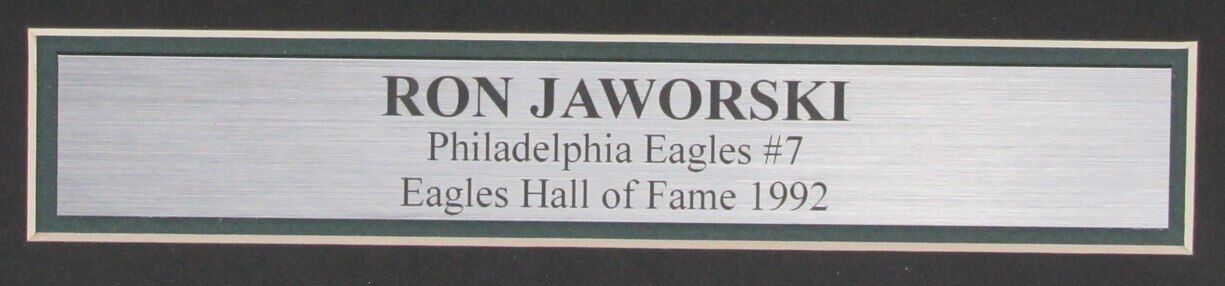 RON JAWORSKI
Philadelphia Eagles #7
Eagles Hall of Fame 1992